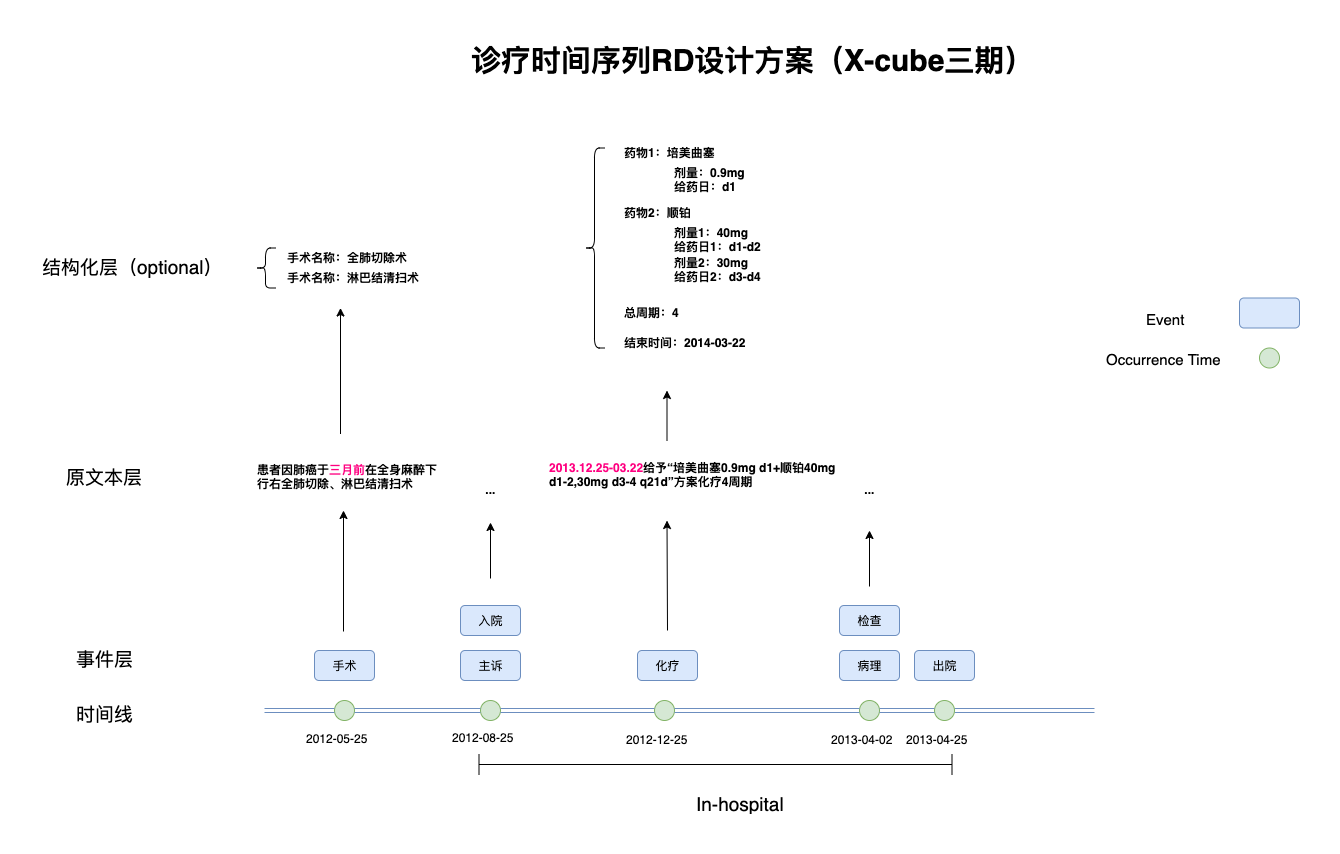 诊疗时间序列RD设计方案（X-cube三期）
药物1：培美曲塞
剂量：0.9mg
给药日：d1
药物2：顺铂
剂量1：40mg
给药日1：d1-d2
剂量2：30mg
给药日2：d3-d4
总周期：4
结束时间：2014-03-22
结构化层（optional）
手术名称：全肺切除术
手术名称：淋巴结清扫术
Event
Occurrence Time
原文本层
患者因肺癌于三月前在全身麻醉下
行右全肺切除、淋巴结清扫术
...
2013.12.25-03.22给予“培美曲塞0.9mg d1+顺铂40mg
d1-2,30mg d3-4 q21d”方案化疗4周期
...
入院
检查
事件层
手术
主诉
化疗
病理
出院
时间线
2012-05-25
2012-08-25
2012-12-25
2013-04-02
2013-04-25
In-hospital